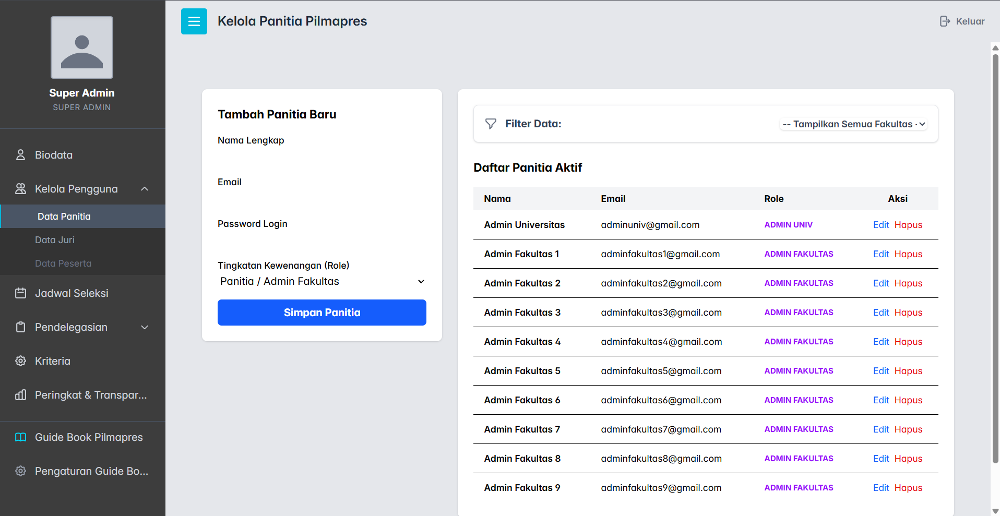 Super Admin
SUPER ADMIN
Biodata
Kelola Pengguna
Data Panitia
Data Juri
Data Peserta
Jadwal Seleksi
Pendelegasian
Kriteria
Peringkat & Transpar...
Guide Book Pilmapres
Pengaturan Guide Bo...
Kelola Panitia Pilmapres
Keluar
Tambah Panitia Baru
Nama Lengkap
Email
Password Login
Tingkatan Kewenangan (Role)
Panitia / Admin Fakultas
Simpan Panitia
Filter Data:
-- Tampilkan Semua Fakultas -
Daftar Panitia Aktif
Nama Email Role Aksi
Admin Universitas adminuniv@gmail.com ADMIN UNIV Edit Hapus
Admin Fakultas 1 adminfakultas1@gmail.com ADMIN FAKULTAS Edit Hapus
Admin Fakultas 2 adminfakultas2@gmail.com ADMIN FAKULTAS Edit Hapus
Admin Fakultas 3 adminfakultas3@gmail.com ADMIN FAKULTAS Edit Hapus
Admin Fakultas 4 adminfakultas4@gmail.com ADMIN FAKULTAS Edit Hapus
Admin Fakultas 5 adminfakultas5@gmail.com ADMIN FAKULTAS Edit Hapus
Admin Fakultas 6 adminfakultas6@gmail.com ADMIN FAKULTAS Edit Hapus
Admin Fakultas 7 adminfakultas7@gmail.com ADMIN FAKULTAS Edit Hapus
Admin Fakultas 8 adminfakultas8@gmail.com ADMIN FAKULTAS Edit Hapus
Admin Fakultas 9 adminfakultas9@gmail.com ADMIN FAKULTAS Edit Hapus